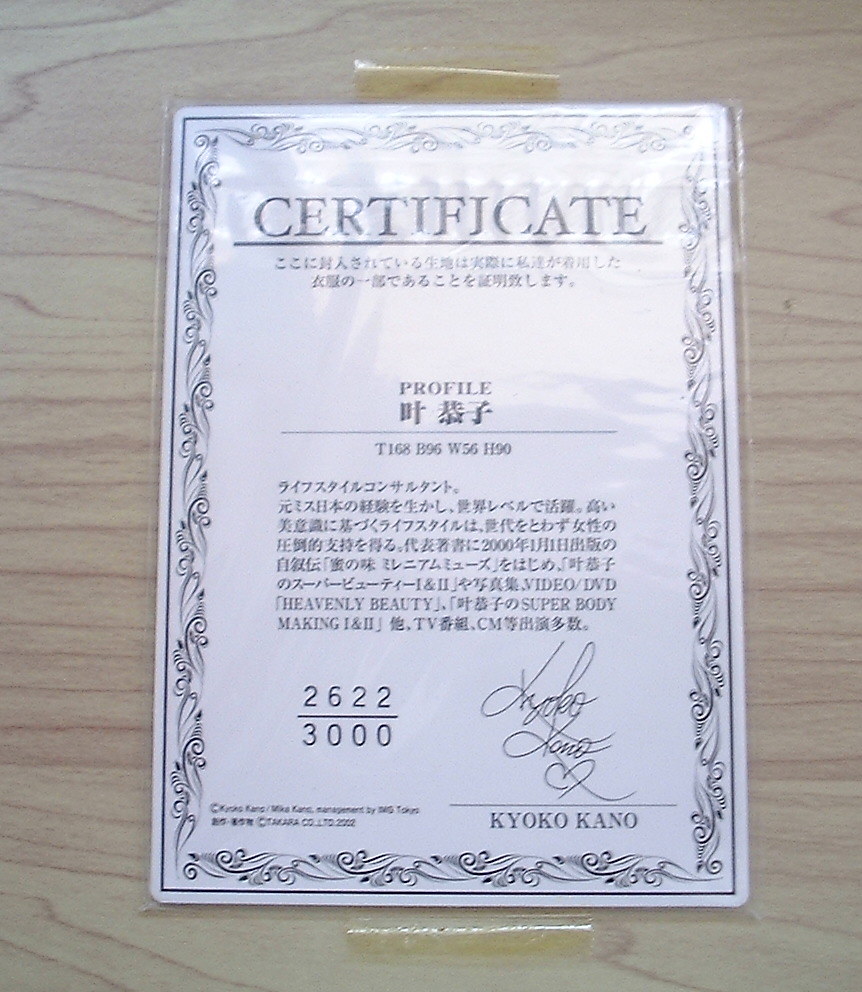 CERTIFICATE
ここに封入されている生地は実際に私達が着用した
衣服の一部であることを証明致します。
PROFILE
叶 恭子
T168 B96 W56 H90
ライフスタイルコンサルタント。
元ミス日本の経験を生かし、世界レベルで活躍。高い
美意識に基づくライフスタイルは、世代をとわず女性の
圧倒的支持を得る。代表著書に2000年1月1日出版の
自叙伝「蜜の味 ミレニアムミューズ」をはじめ、「叶恭子
のスーパービューティーI&II」や写真集、VIDEO/DVD
「HEAVENLY BEAUTY」、「叶恭子のSUPER BODY
MAKING I&II」 他、TV番組、CM等出演多数。
2622
3000
Kyoko
Kano
©Kyoko Kano / Mika Kano, management by IMG Tokyo
創作・著作物 ©TAKARA CO.,LTD.2002
KYOKO KANO